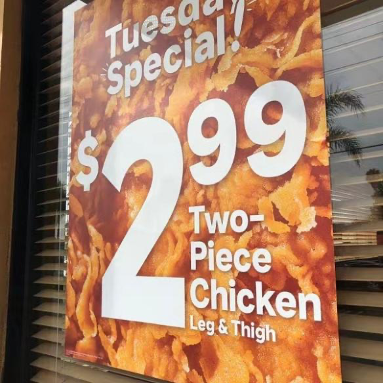 Tuesday
Special!
$2.99
Two-
Piece
Chicken
Leg & Thigh